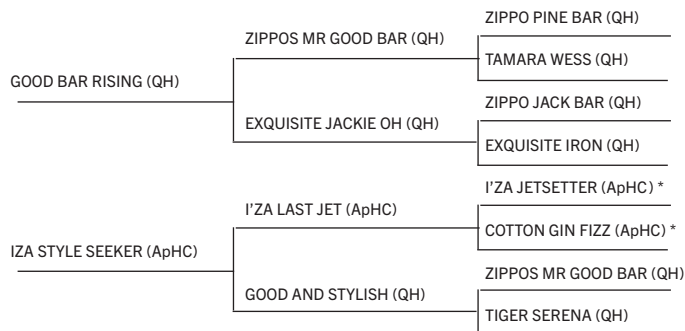 ZIPPO PINE BAR (QH)
ZIPPOS MR GOOD BAR (QH)
TAMARA WESS (QH)
GOOD BAR RISING (QH)
ZIPPO JACK BAR (QH)
EXQUISITE JACKIE OH (QH)
EXQUISITE IRON (QH)
I'ZA JETSETTER (ApHC) *
I'ZA LAST JET (ApHC)
COTTON GIN FIZZ (ApHC) *
IZA STYLE SEEKER (ApHC)
ZIPPOS MR GOOD BAR (QH)
GOOD AND STYLISH (QH)
TIGER SERENA (QH)